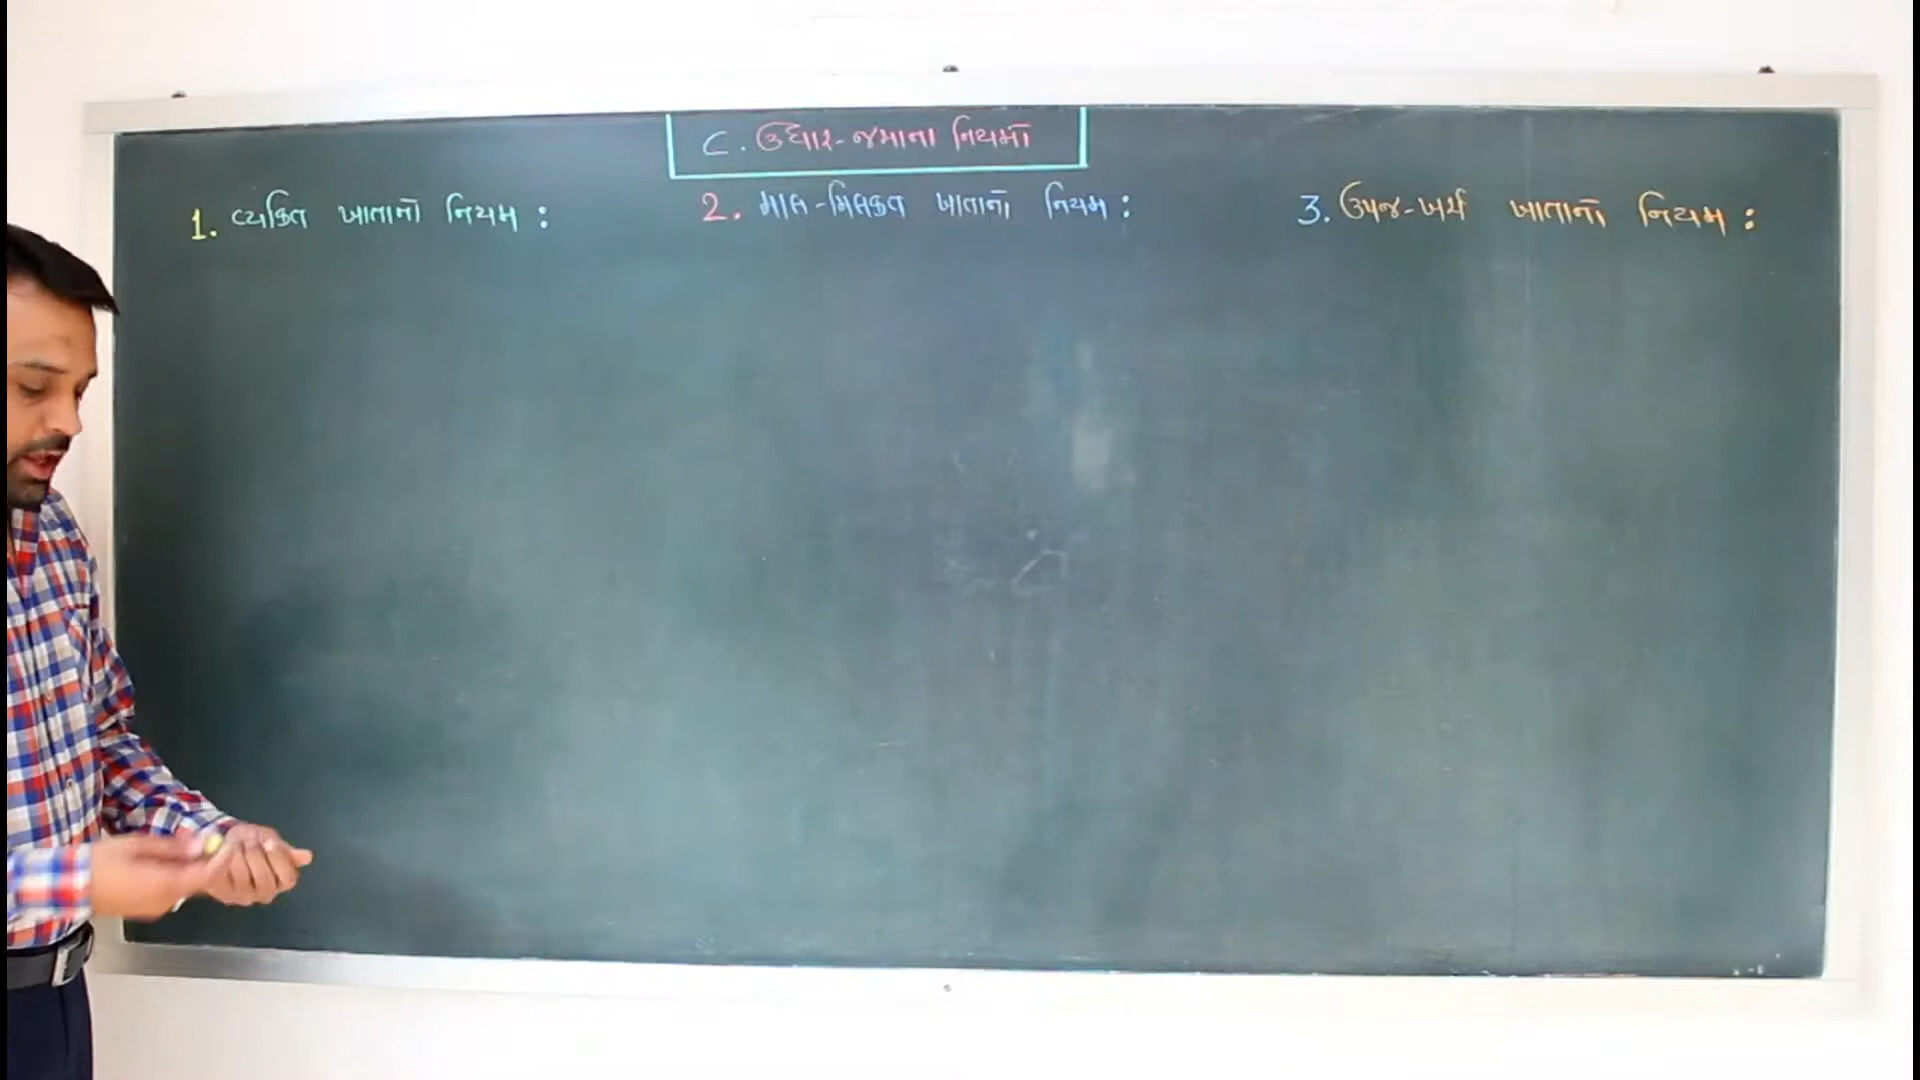 C. ઉધાર-જમાના નિયમો
1. વ્યકિત ખાતાનો નિયમ :
2. માલ-મિલકત ખાતાનો નિયમ :
3. ઉપજ-ખર્ચ ખાતાનો નિયમ :